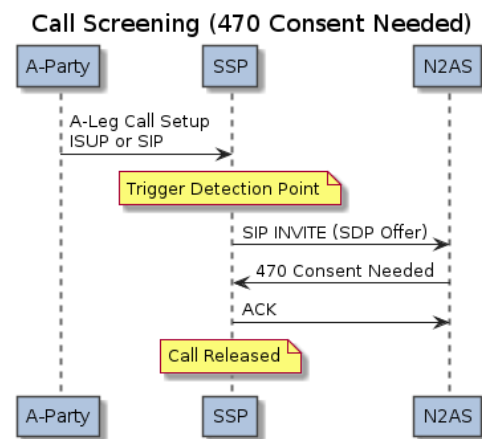 Call Screening (470 Consent Needed)
A-Party
SSP
N2AS
A-Leg Call Setup
ISUP or SIP
Trigger Detection Point
SIP INVITE (SDP Offer)
470 Consent Needed
ACK
Call Released
A-Party
SSP
N2AS